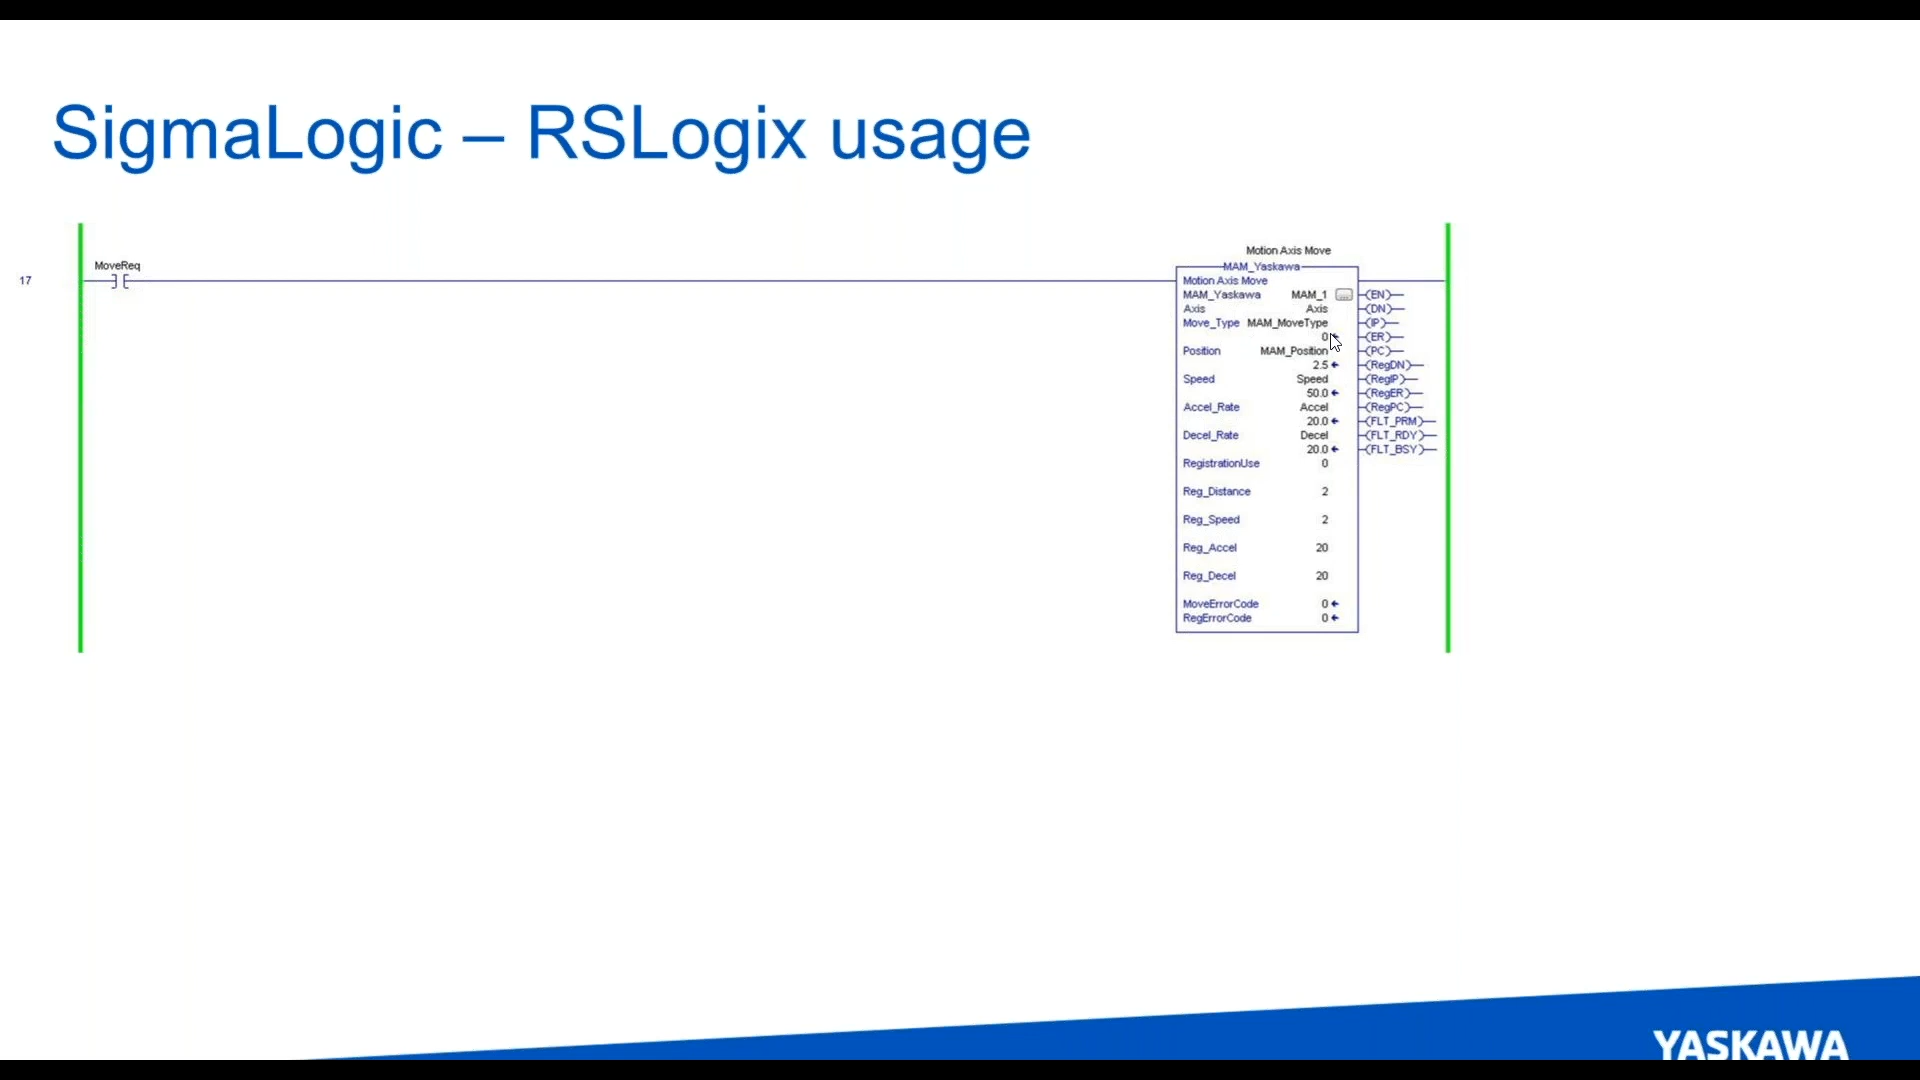 SigmaLogic – RSLogix usage
Motion Axis Move
MoveReq
MAM_Yaskawa
17
Motion Axis Move
MAM_Yaskawa MAM_1 ... (EN)
Axis Axis (DN)
Move_Type MAM_MoveType (IP)
0 (ER)
Position MAM_Position (PC)
2.5 (RegDN)
Speed Speed (RegIP)
50.0 (RegER)
Accel_Rate Accel (RegPC)
20.0 (FLT_PRM)
Decel_Rate Decel (FLT_RDY)
20.0 (FLT_BSY)
RegistrationUse 0
Reg_Distance 2
Reg_Speed 2
Reg_Accel 20
Reg_Decel 20
MoveErrorCode 0
RegErrorCode 0
YASKAWA